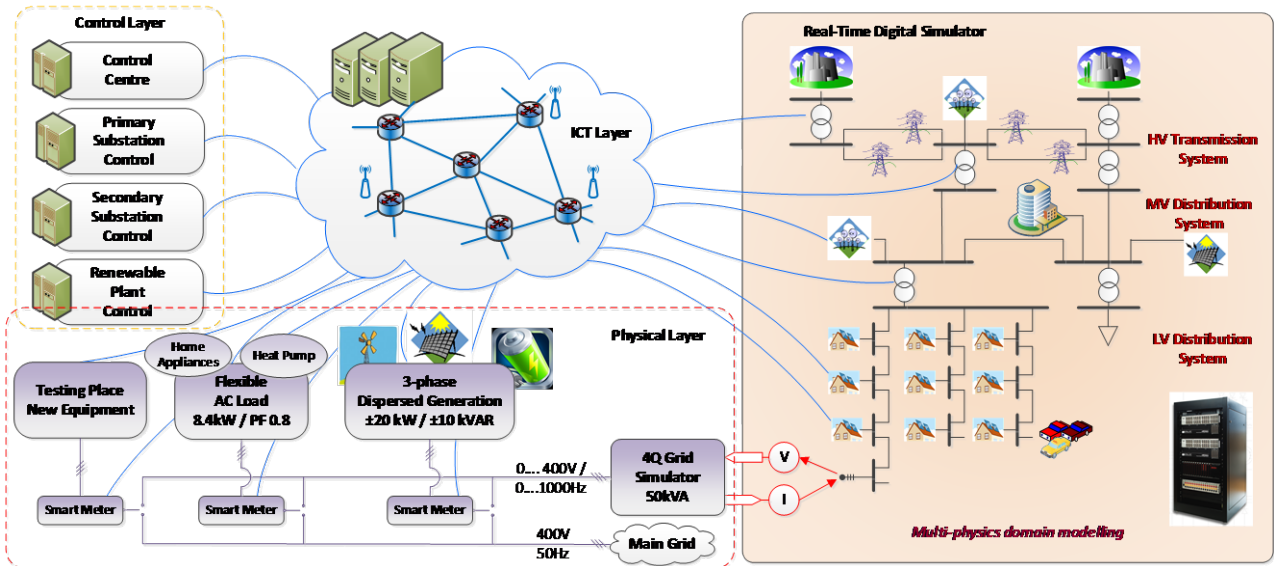 Control Layer
Control
Centre
Primary
Substation
Control
Secondary
Substation
Control
Renewable
Plant
Control
ICT Layer
Real-Time Digital Simulator
HV Transmission
System
MV Distribution
System
LV Distribution
System
Multi-physics domain modelling
Physical Layer
Home
Appliances
Heat Pump
Testing Place
New Equipment
Flexible
AC Load
8.4kW / PF 0.8
3-phase
Dispersed Generation
±20 kW / ±10 kVAR
4Q Grid
Simulator
50kVA
V
I
0.... 400V /
0....1000Hz
Smart Meter
Smart Meter
Smart Meter
400V
50Hz
Main Grid